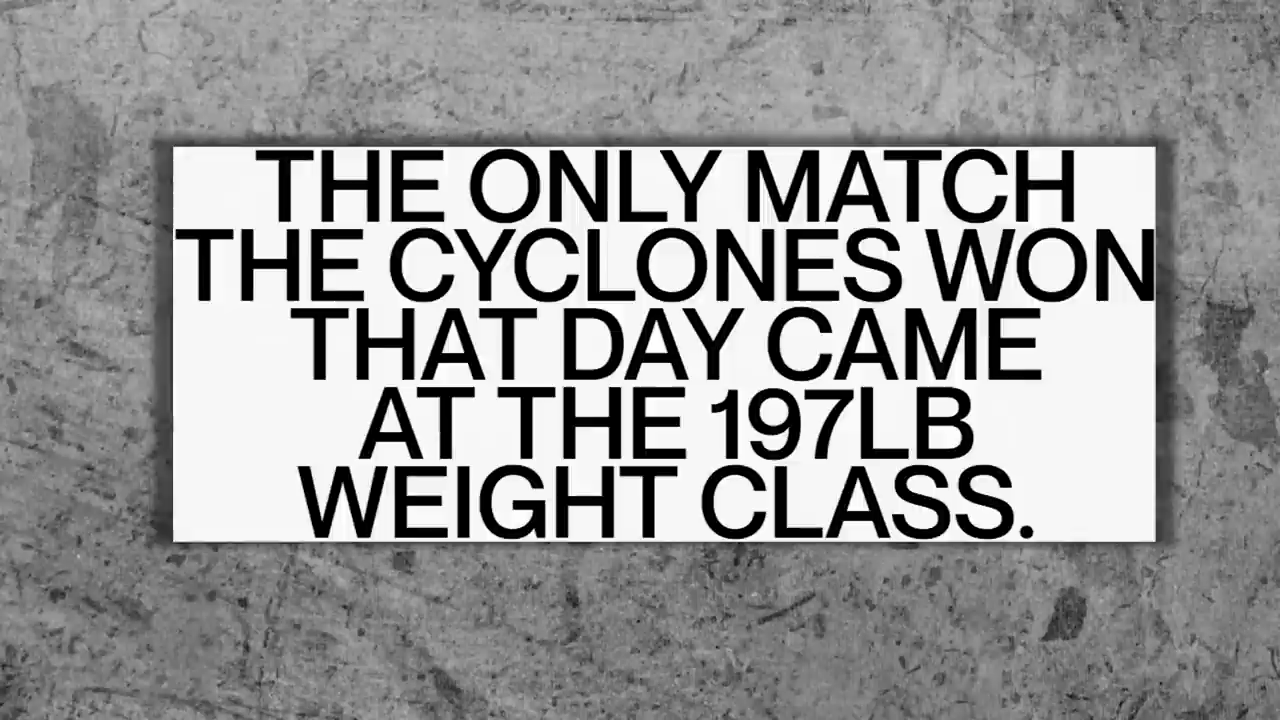 THE ONLY MATCH
THE CYCLONES WON
THAT DAY CAME
AT THE 197LB
WEIGHT CLASS.